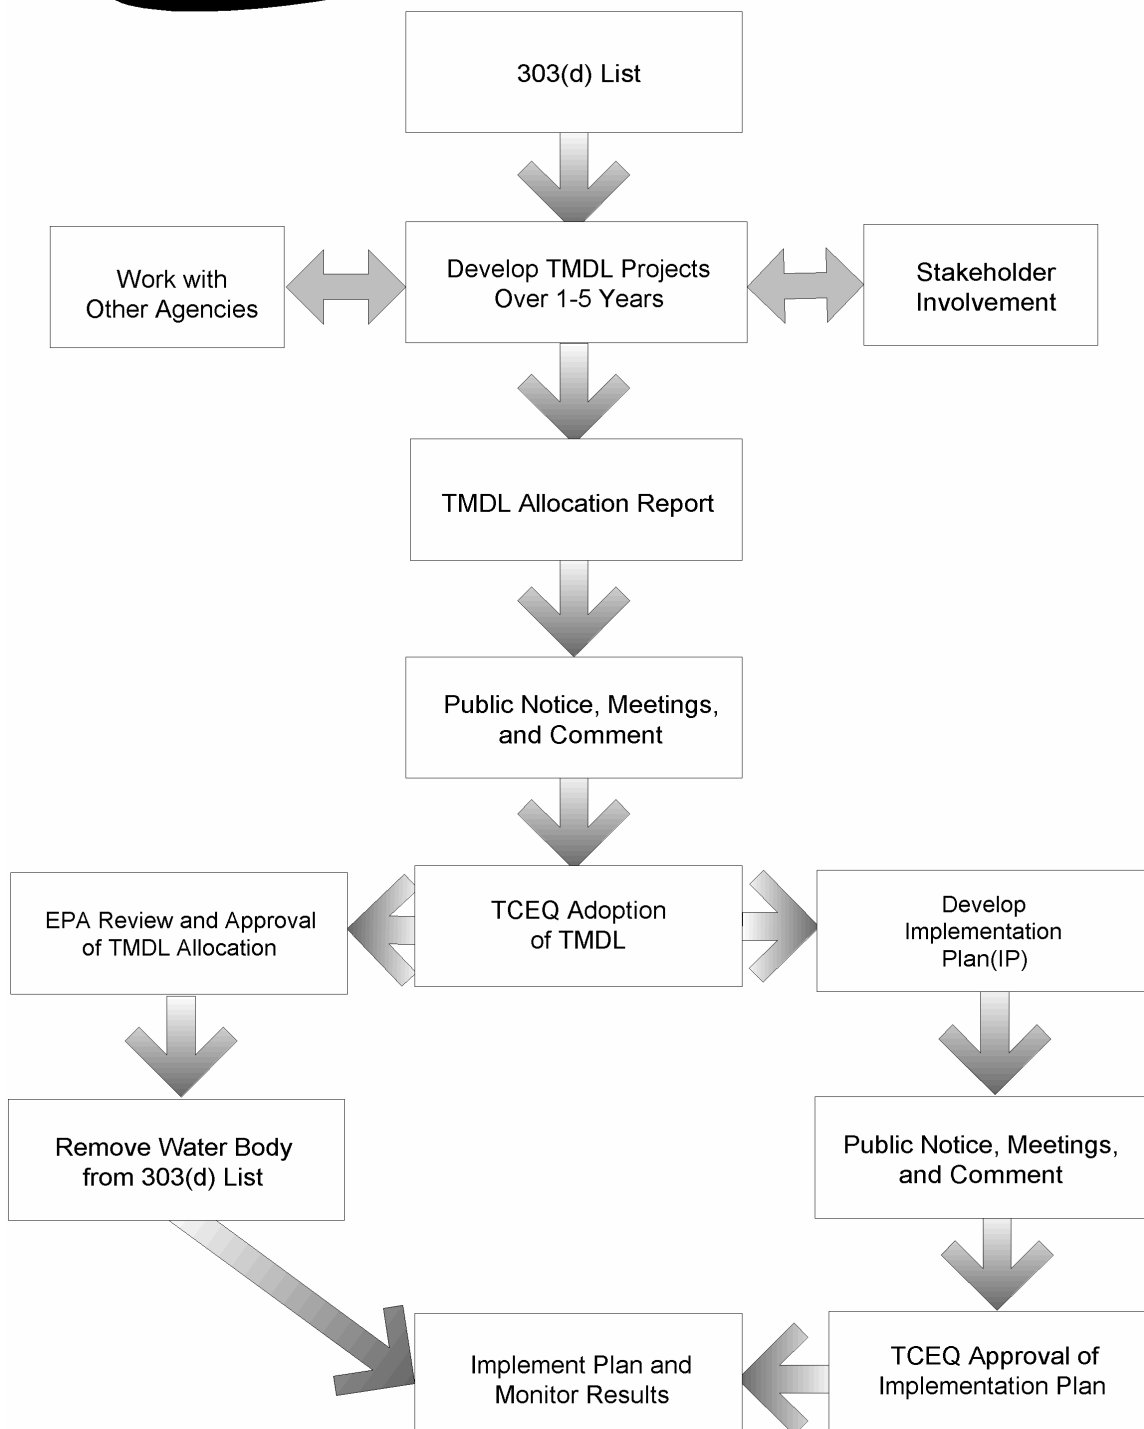 303(d) List
Work with
Other Agencies
Develop TMDL Projects
Over 1-5 Years
Stakeholder
Involvement
TMDL Allocation Report
Public Notice, Meetings,
and Comment
EPA Review and Approval
of TMDL Allocation
TCEQ Adoption
of TMDL
Develop
Implementation
Plan(IP)
Remove Water Body
from 303(d) List
Public Notice, Meetings,
and Comment
Implement Plan and
Monitor Results
TCEQ Approval of
Implementation Plan